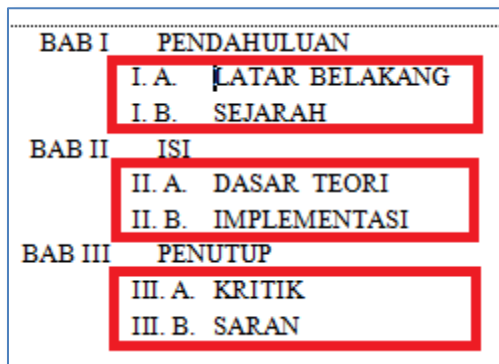 BAB I PENDAHULUAN
I. A. LATAR BELAKANG
I. B. SEJARAH
BAB II ISI
II. A. DASAR TEORI
II. B. IMPLEMENTASI
BAB III PENUTUP
III. A. KRITIK
III. B. SARAN